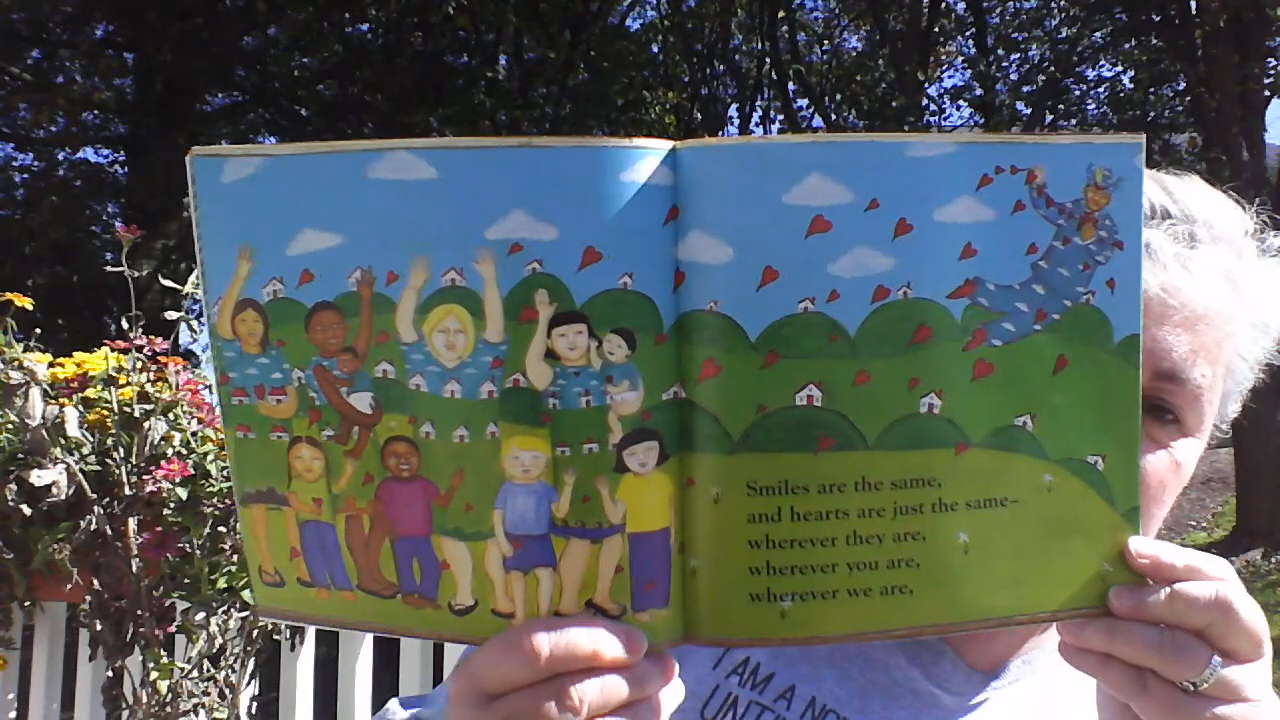 Smiles are the same,
and hearts are just the same–
wherever they are,
wherever you are,
wherever we are,
I AM A